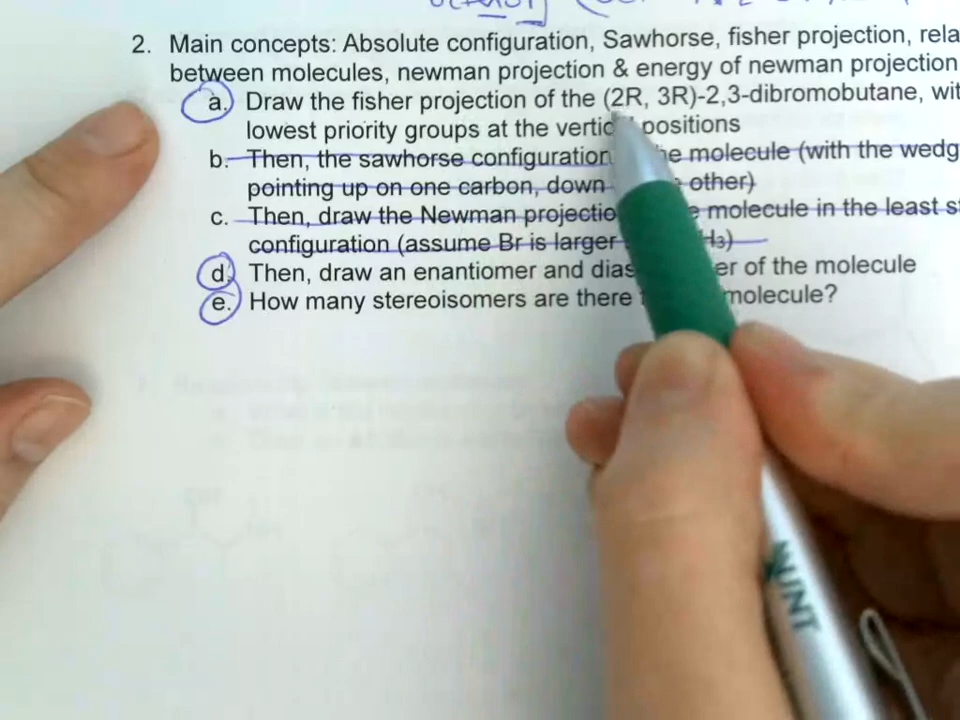 2. Main concepts: Absolute configuration, Sawhorse, fisher projection, rela
between molecules, newman projection & energy of newman projection
a. Draw the fisher projection of the (2R, 3R)-2,3-dibromobutane, wit
lowest priority groups at the vertic positions
b. Then, the sawhorse configuration he molecule (with the wedg
pointing up on one carbon, down other)
c. Then, draw the Newman projectio e molecule in the least s
configuration (assume Br is larger H₃)
d. Then, draw an enantiomer and dias er of the molecule
e. How many stereoisomers are there molecule?
UNT